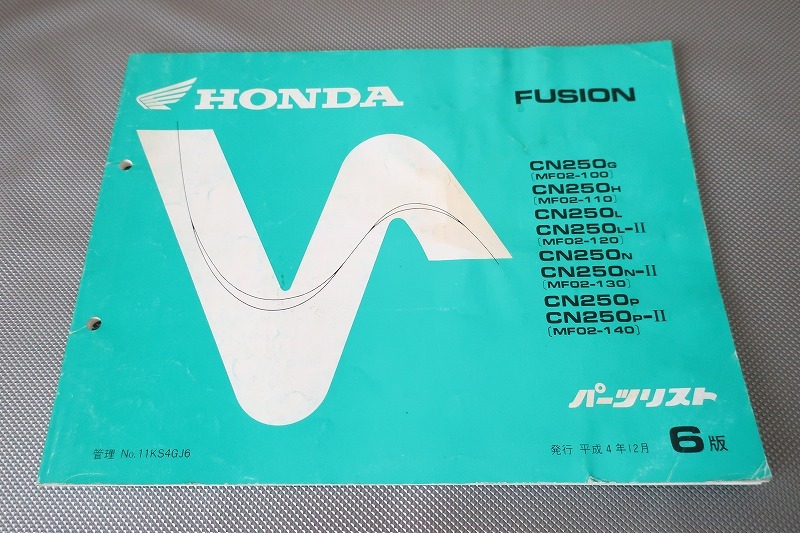 HONDA
FUSION
CN250G
(MF02-100)
CN250H
(MF02-110)
CN250L
CN250L-II
(MF02-120)
CN250N
CN250N-II
(MF02-130)
CN250P
CN250P-II
(MF02-140)
パーツリスト
管理 No.11KS4GJ6
発行 平成4年12月 6版